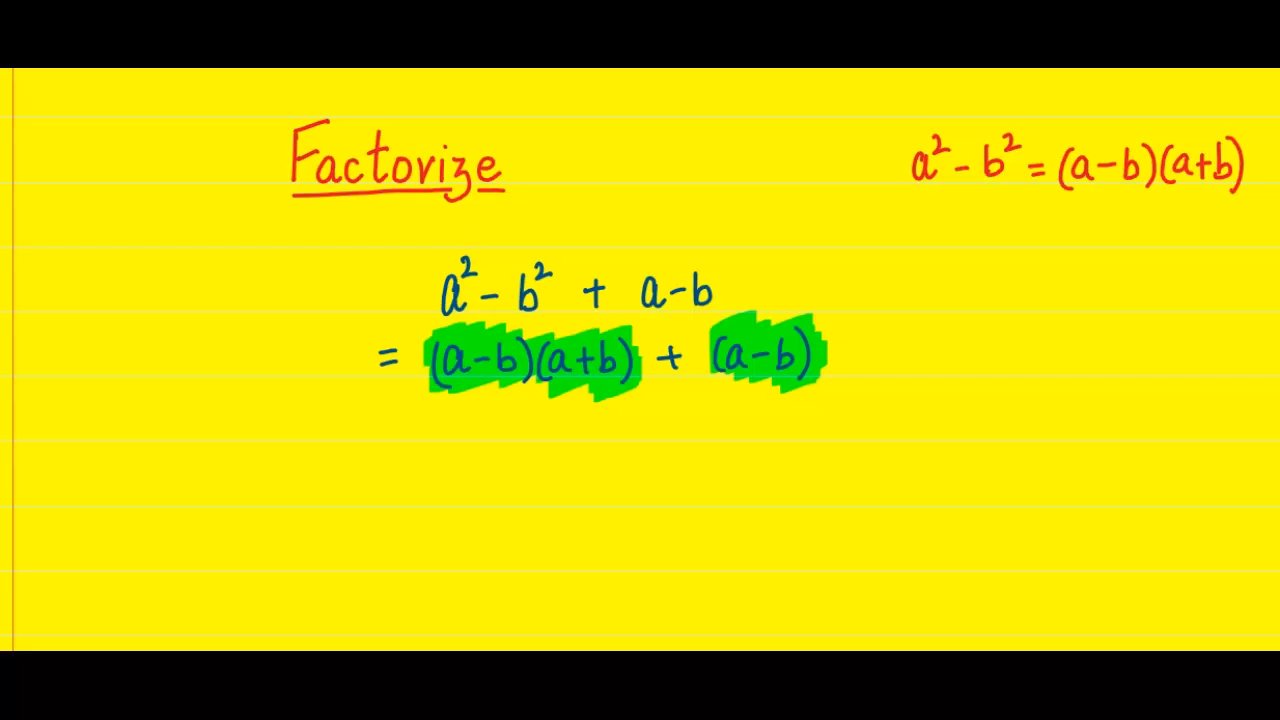 Factorize
a² - b² = (a-b)(a+b)
a² - b² + a-b
= (a-b)(a+b) + (a-b)